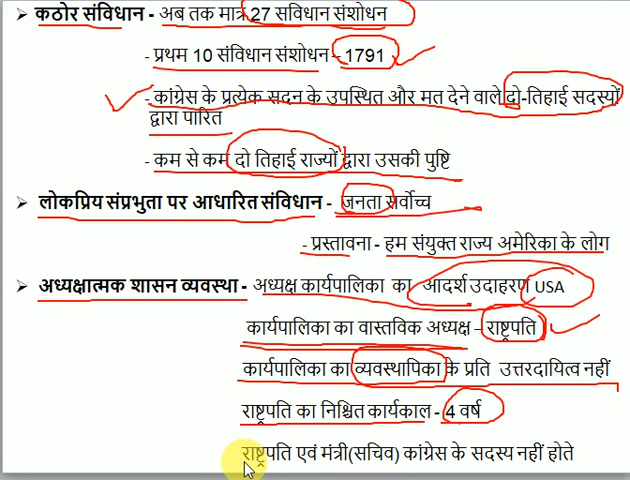 ➢ कठोर संविधान - अब तक मात्र 27 सविधान संशोधन
- प्रथम 10 संविधान संशोधन – 1791
- कांग्रेस के प्रत्येक सदन के उपस्थित और मत देने वाले दो-तिहाई सदस्यों
द्वारा पारित
- कम से कम दो तिहाई राज्यों द्वारा उसकी पुष्टि
➢ लोकप्रिय संप्रभुता पर आधारित संविधान - जनता सर्वोच्च
- प्रस्तावना - हम संयुक्त राज्य अमेरिका के लोग
➢ अध्यक्षात्मक शासन व्यवस्था - अध्यक्ष कार्यपालिका का आदर्श उदाहरण USA
कार्यपालिका का वास्तविक अध्यक्ष – राष्ट्रपति
कार्यपालिका का व्यवस्थापिका के प्रति उत्तरदायित्व नहीं
राष्ट्रपति का निश्चित कार्यकाल - 4 वर्ष
राष्ट्रपति एवं मंत्री(सचिव) कांग्रेस के सदस्य नहीं होते